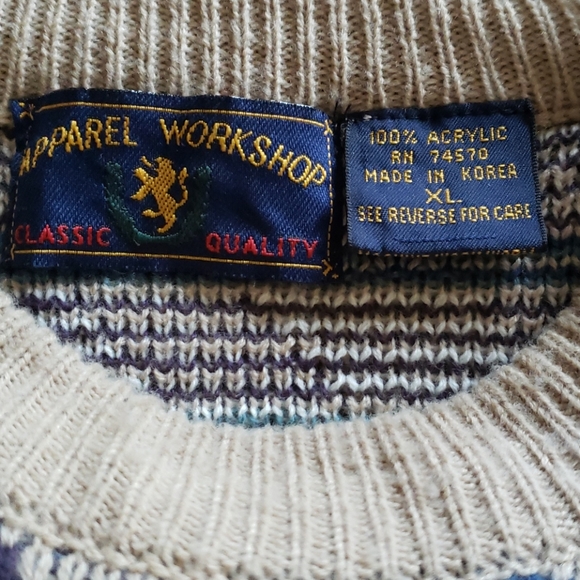 APPAREL WORKSHOP
CLASSIC QUALITY
100% ACRYLIC
RN 74570
MADE IN KOREA
XL
SEE REVERSE FOR CARE